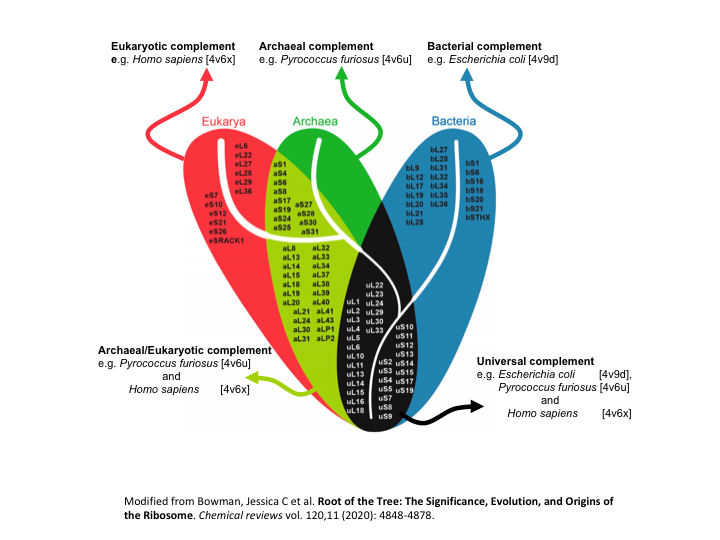 Eukaryotic complement
e.g. Homo sapiens [4v6x]
Archaeal complement
e.g. Pyrococcus furiosus [4v6u]
Bacterial complement
e.g. Escherichia coli [4v9d]
Eukarya
Archaea
Bacteria
eL6
eL22
eL27
eL28
eL29
eL36
eS7
eS10
eS12
eS21
eS26
eSRACK1
aS1
aS4
aS6
aS8
aS17
aS19
aS24
aS25
aS27
aS28
aS30
aS31
aL8
aL13
aL14
aL15
aL18
aL19
aL20
aL21
aL24
aL30
aL31
aL32
aL33
aL34
aL37
aL38
aL39
aL40
aL41
aL43
aLP1
aLP2
uL1
uL2
uL3
uL4
uL5
uL6
uL10
uL11
uL13
uL14
uL15
uL16
uL18
uL22
uL23
uL24
uL29
uL30
uL33
uS2
uS3
uS4
uS5
uS7
uS8
uS9
uS10
uS11
uS12
uS13
uS14
uS15
uS17
uS19
bL9
bL12
bL17
bL19
bL20
bL21
bL25
bL27
bL28
bL31
bL32
bL34
bL35
bL36
bS1
bS6
bS16
bS18
bS20
bS21
bSTHX
Archaeal/Eukaryotic complement
e.g. Pyrococcus furiosus [4v6u]
and
Homo sapiens [4v6x]
Universal complement
e.g. Escherichia coli [4v9d],
Pyrococcus furiosus [4v6u]
and
Homo sapiens [4v6x]
Modified from Bowman, Jessica C et al. Root of the Tree: The Significance, Evolution, and Origins of
the Ribosome. Chemical reviews vol. 120,11 (2020): 4848-4878.